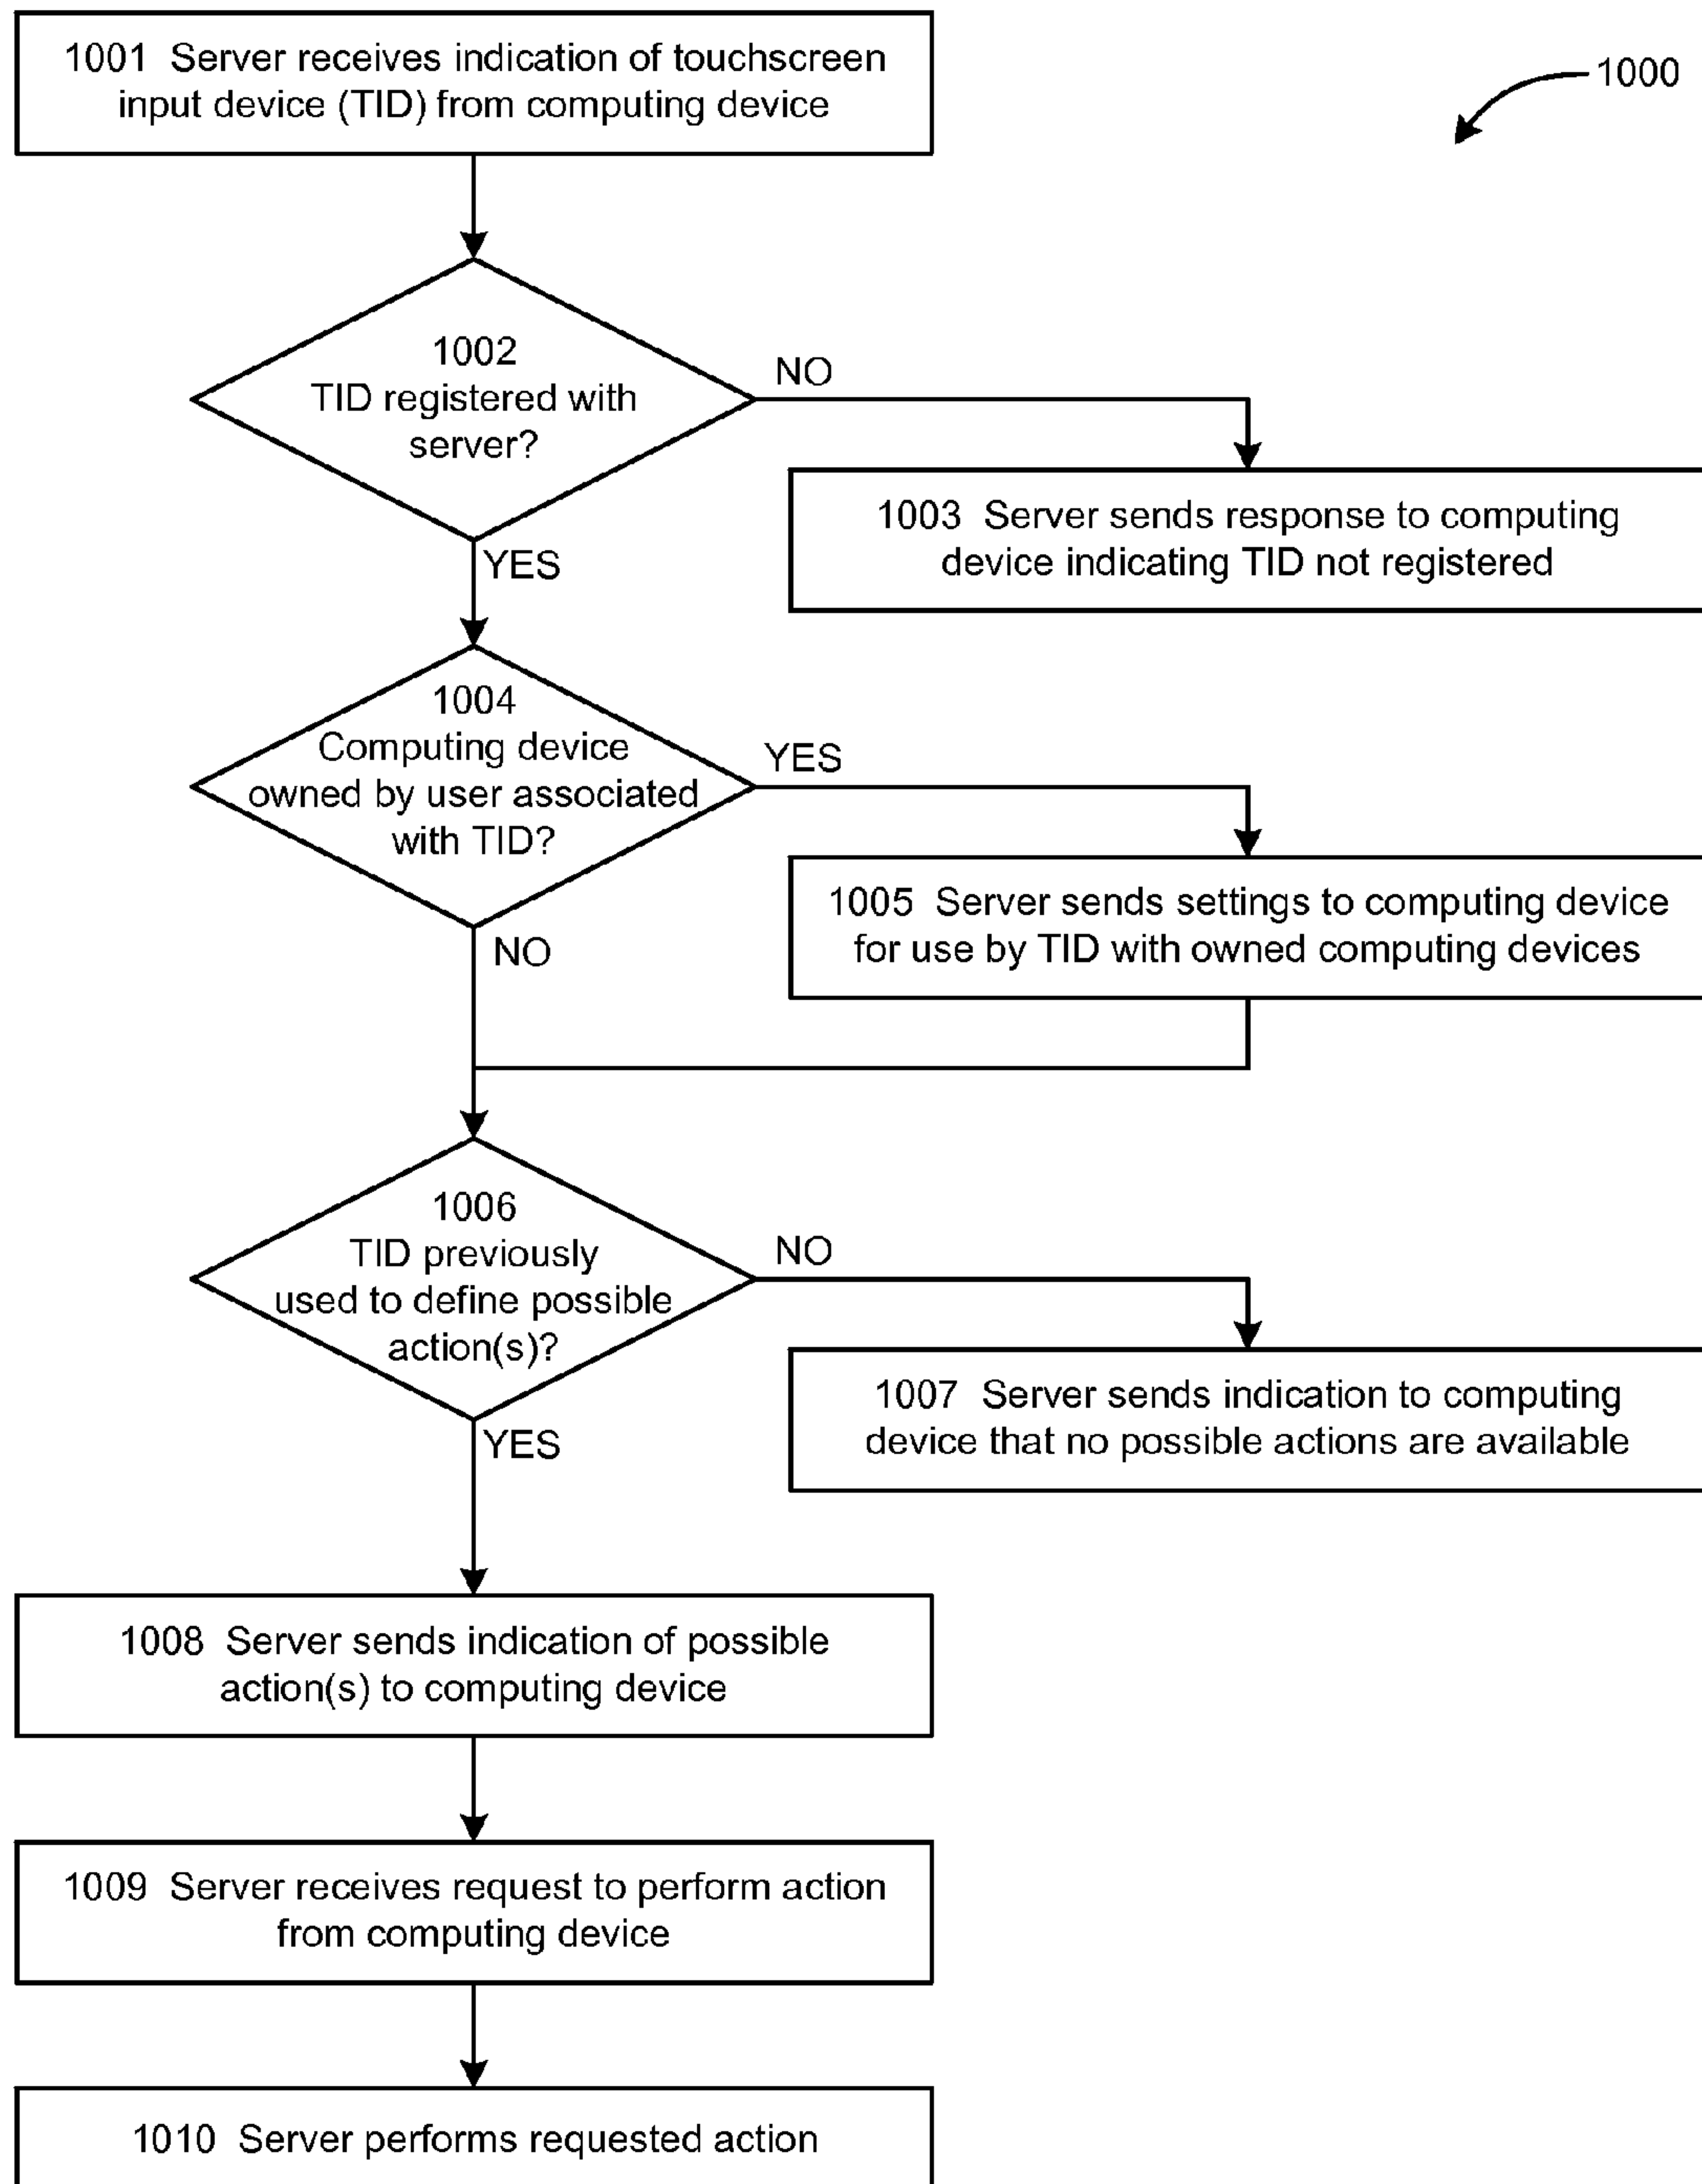 1001 Server receives indication of touchscreen
input device (TID) from computing device
1000
1002
TID registered with
server?
NO
YES
1003 Server sends response to computing
device indicating TID not registered
1004
Computing device
owned by user associated
with TID?
YES
NO
1005 Server sends settings to computing device
for use by TID with owned computing devices
1006
TID previously
used to define possible
action(s)?
NO
YES
1007 Server sends indication to computing
device that no possible actions are available
1008 Server sends indication of possible
action(s) to computing device
1009 Server receives request to perform action
from computing device
1010 Server performs requested action